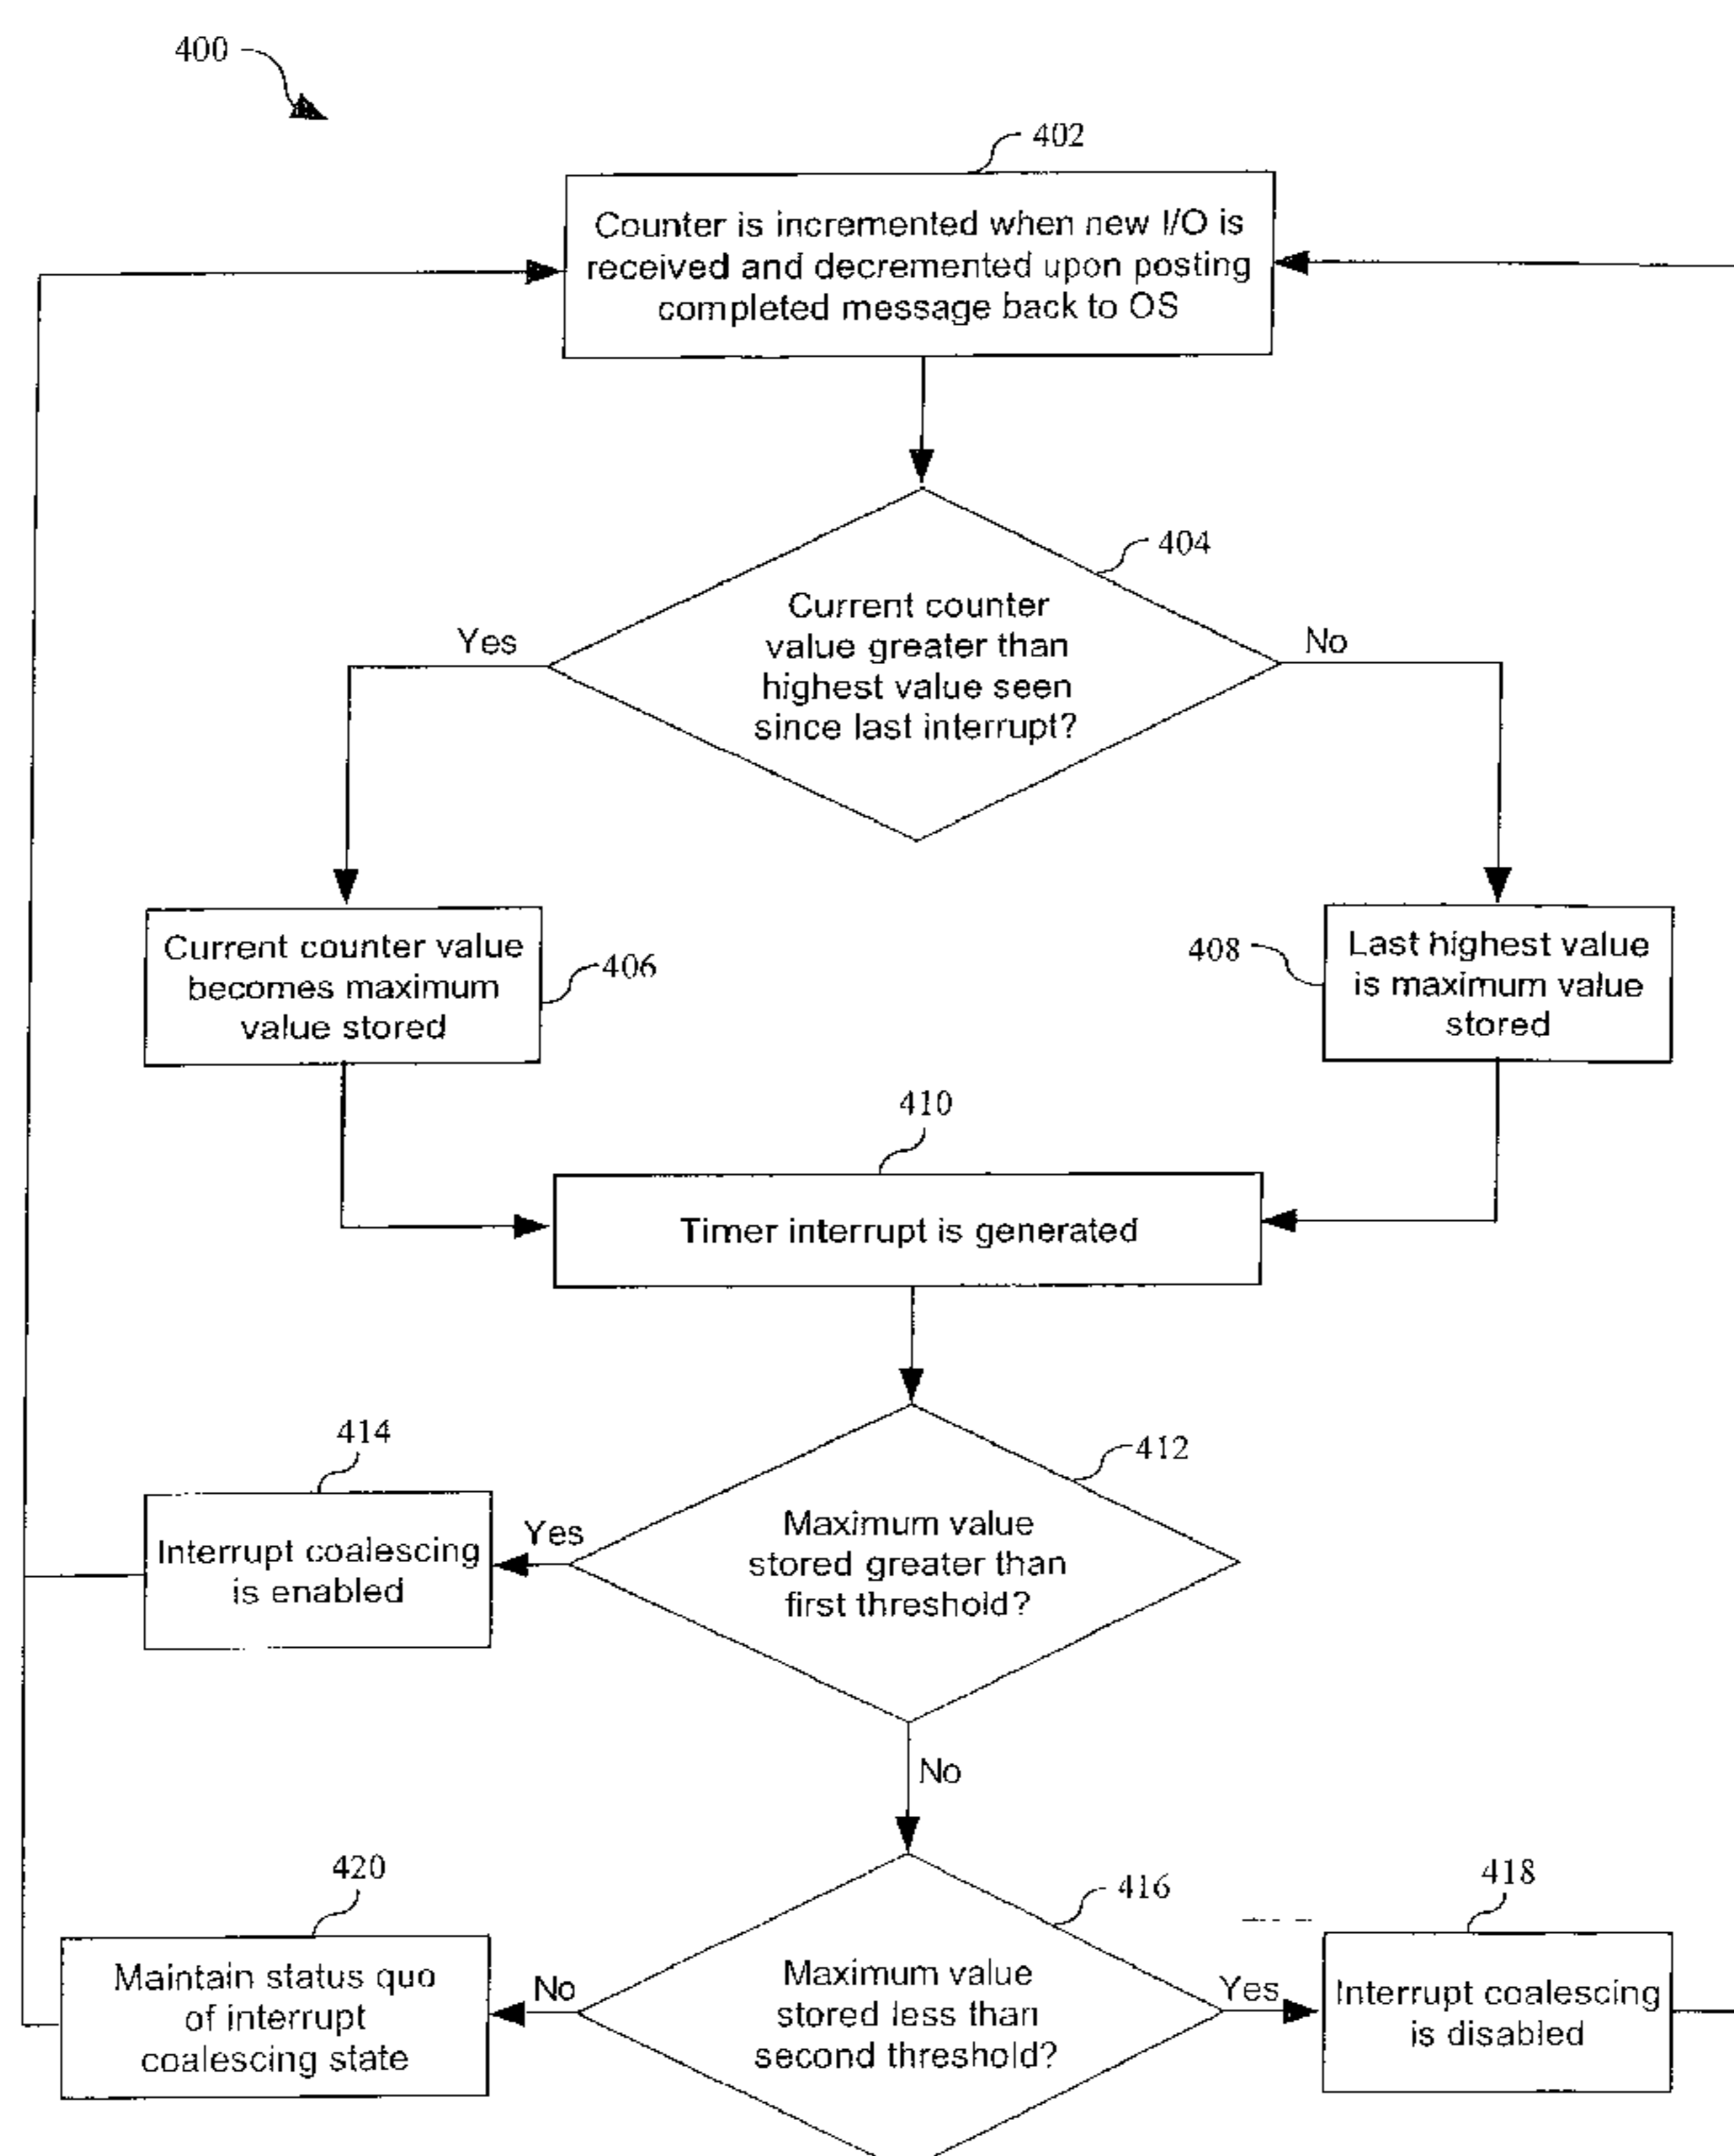 400
402
Counter is incremented when new I/O is
received and decremented upon posting
completed message back to OS
404
Current counter
value greater than
highest value seen
since last interrupt?
Yes
No
Current counter value
becomes maximum
value stored
406
408
Last highest value
is maximum value
stored
410
Timer interrupt is generated
412
Maximum value
stored greater than
first threshold?
Yes
414
Interrupt coalescing
is enabled
No
416
Maximum value
stored less than
second threshold?
No
Yes
420
Maintain status quo
of interrupt
coalescing state
418
Interrupt coalescing
is disabled